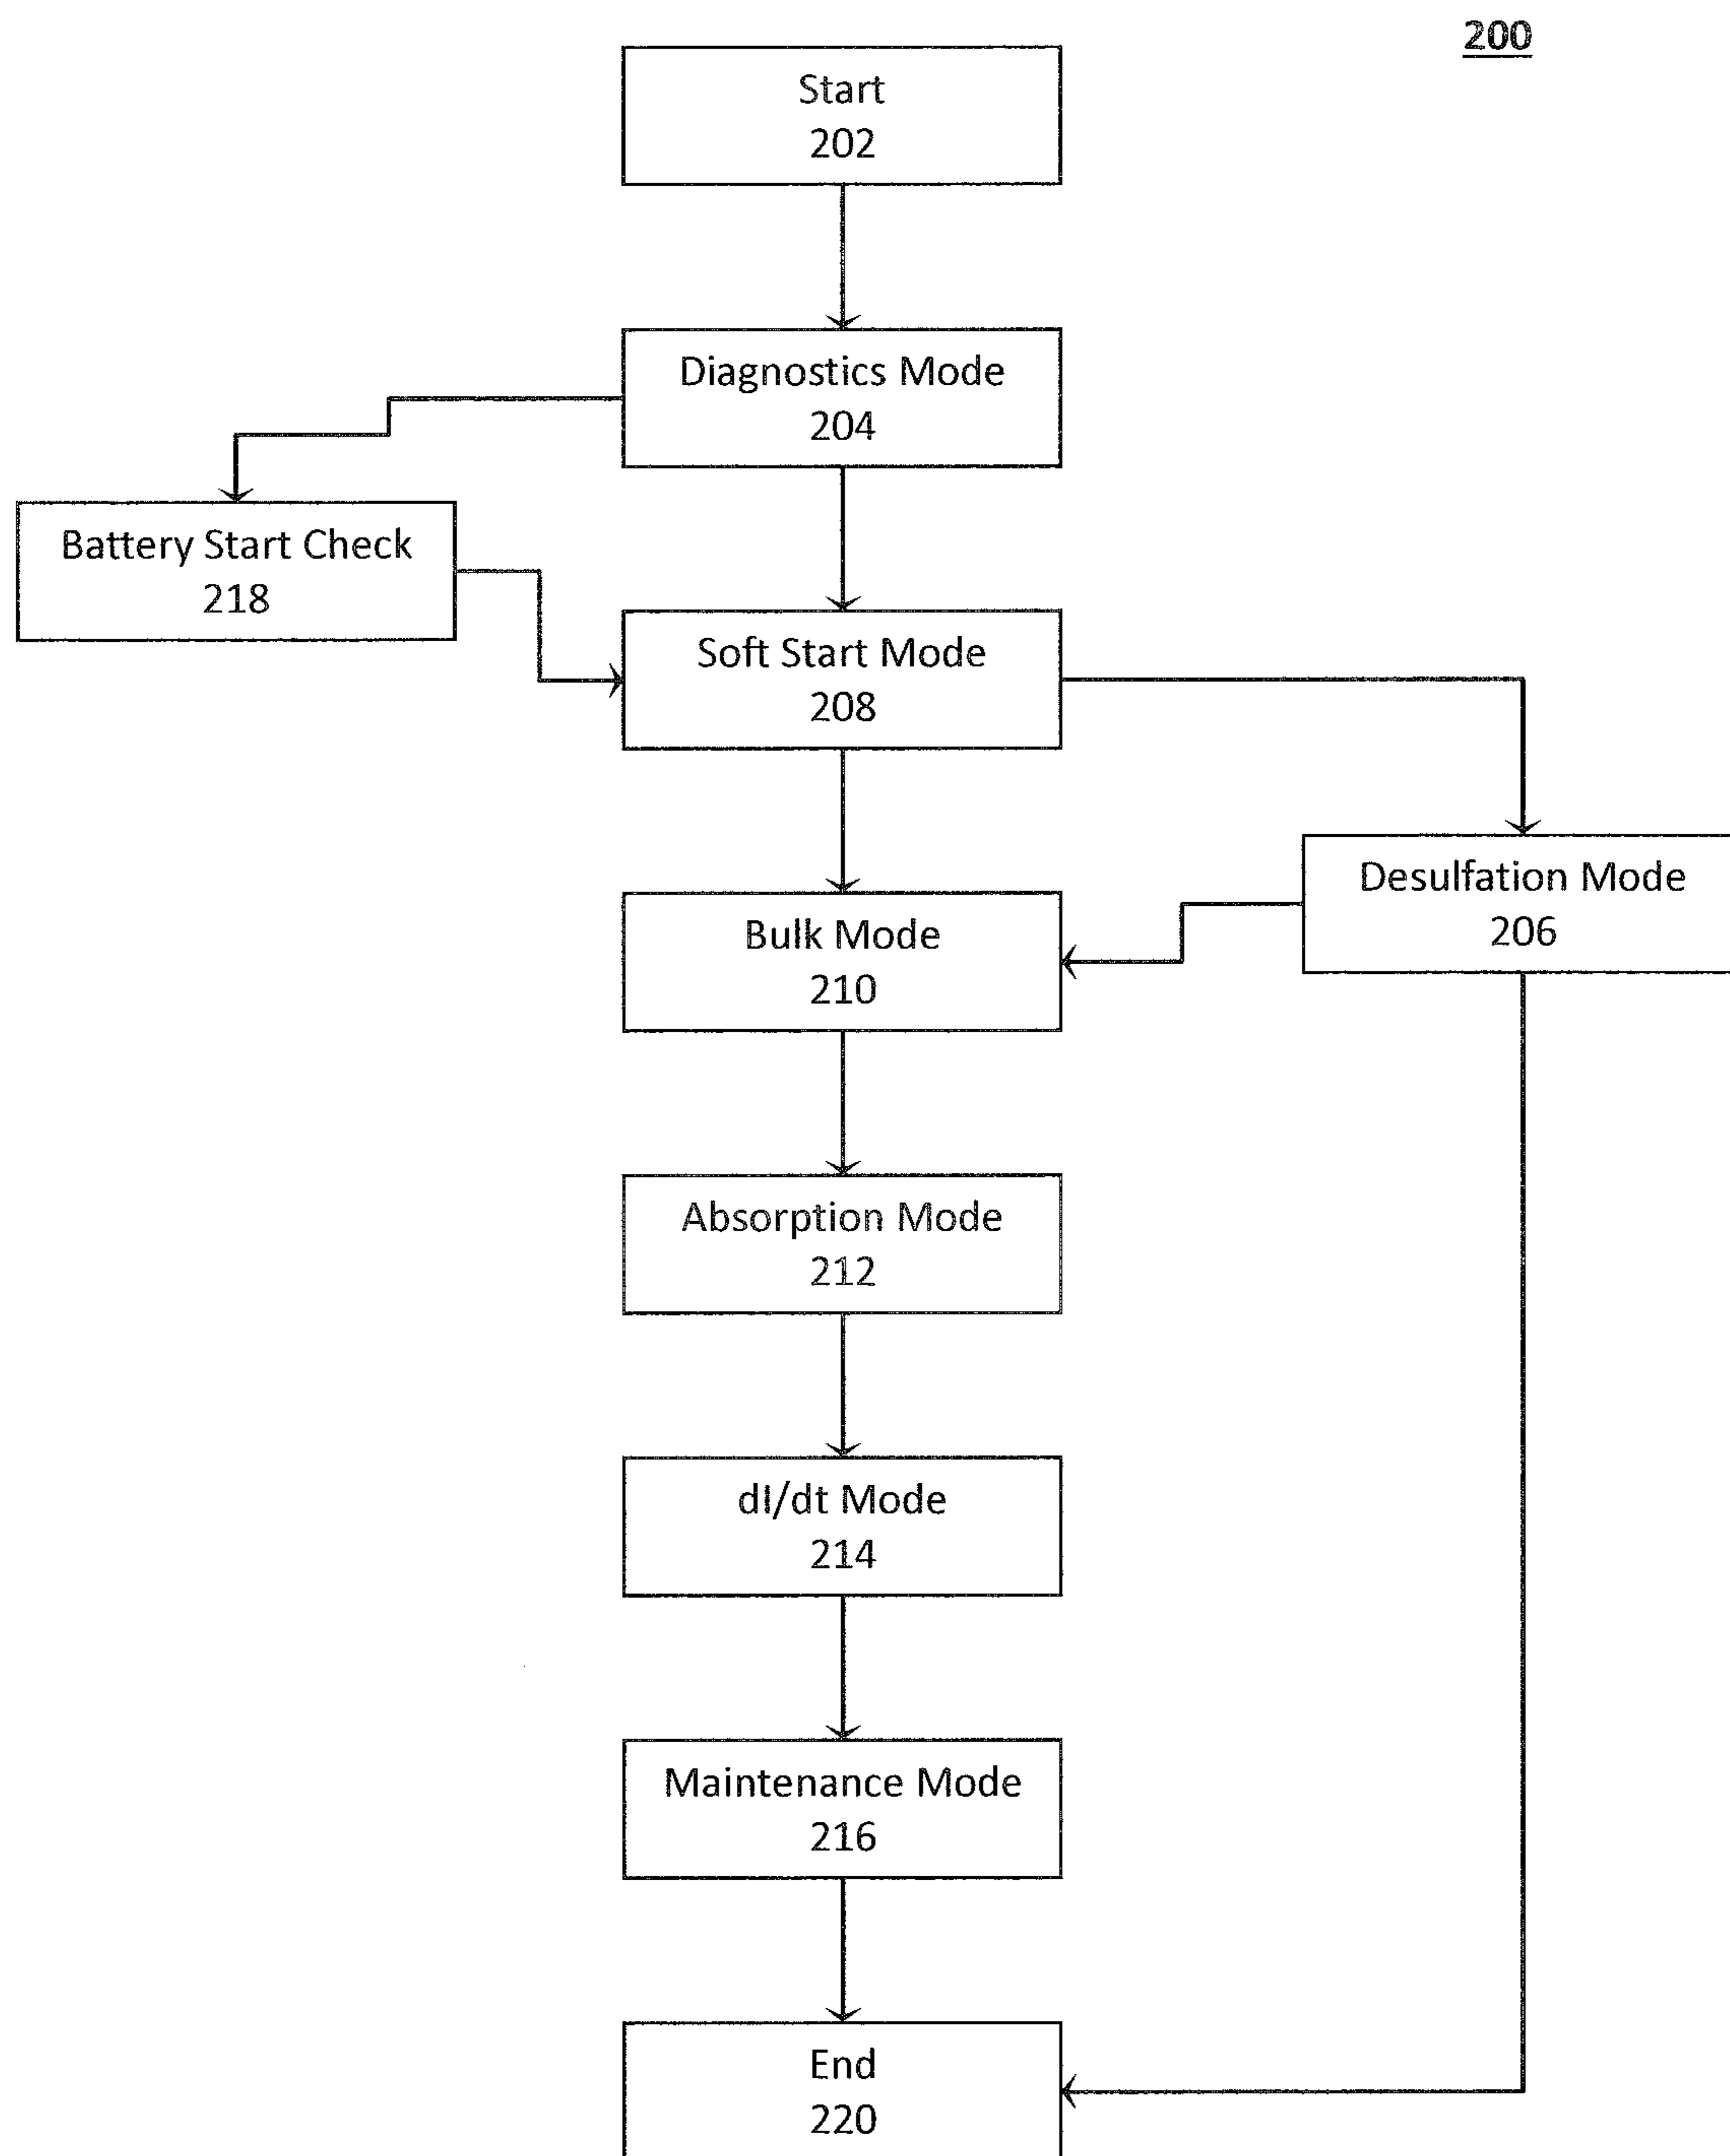 200
Start
202
Diagnostics Mode
204
Battery Start Check
218
Soft Start Mode
208
Desulfation Mode
206
Bulk Mode
210
Absorption Mode
212
dI/dt Mode
214
Maintenance Mode
216
End
220